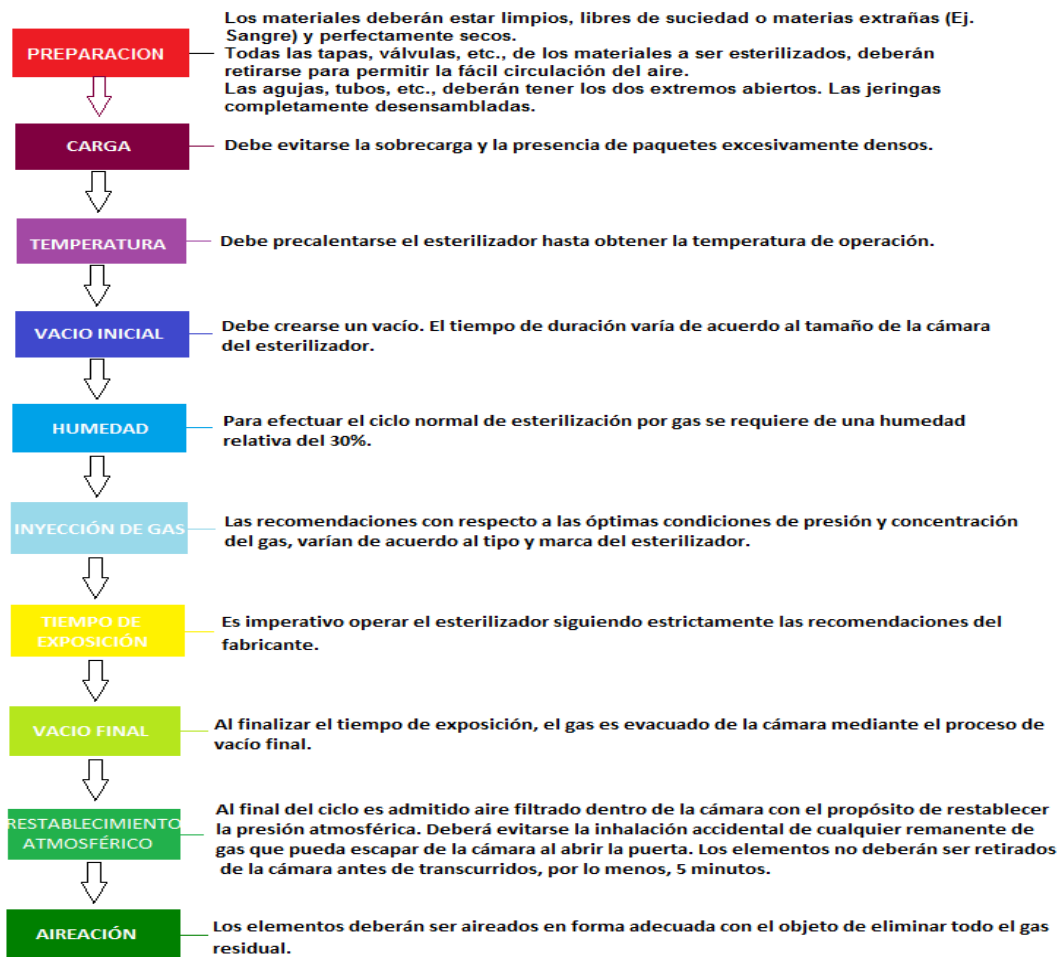 PREPARACION
Los materiales deberán estar limpios, libres de suciedad o materias extrañas (Ej.
Sangre) y perfectamente secos.
Todas las tapas, válvulas, etc., de los materiales a ser esterilizados, deberán
retirarse para permitir la fácil circulación del aire.
Las agujas, tubos, etc., deberán tener los dos extremos abiertos. Las jeringas
completamente desensambladas.
CARGA
Debe evitarse la sobrecarga y la presencia de paquetes excesivamente densos.
TEMPERATURA
Debe precalentarse el esterilizador hasta obtener la temperatura de operación.
VACIO INICIAL
Debe crearse un vacío. El tiempo de duración varía de acuerdo al tamaño de la cámara
del esterilizador.
HUMEDAD
Para efectuar el ciclo normal de esterilización por gas se requiere de una humedad
relativa del 30%.
INYECCIÓN DE GAS
Las recomendaciones con respecto a las óptimas condiciones de presión y concentración
del gas, varían de acuerdo al tipo y marca del esterilizador.
TIEMPO DE
EXPOSICIÓN
Es imperativo operar el esterilizador siguiendo estrictamente las recomendaciones del
fabricante.
VACIO FINAL
Al finalizar el tiempo de exposición, el gas es evacuado de la cámara mediante el proceso de
vacío final.
RESTABLECIMIENTO
ATMOSFÉRICO
Al final del ciclo es admitido aire filtrado dentro de la cámara con el propósito de restablecer
la presión atmosférica. Deberá evitarse la inhalación accidental de cualquier remanente de
gas que pueda escapar de la cámara al abrir la puerta. Los elementos no deberán ser retirados
de la cámara antes de transcurridos, por lo menos, 5 minutos.
AIREACIÓN
Los elementos deberán ser aireados en forma adecuada con el objeto de eliminar todo el gas
residual.